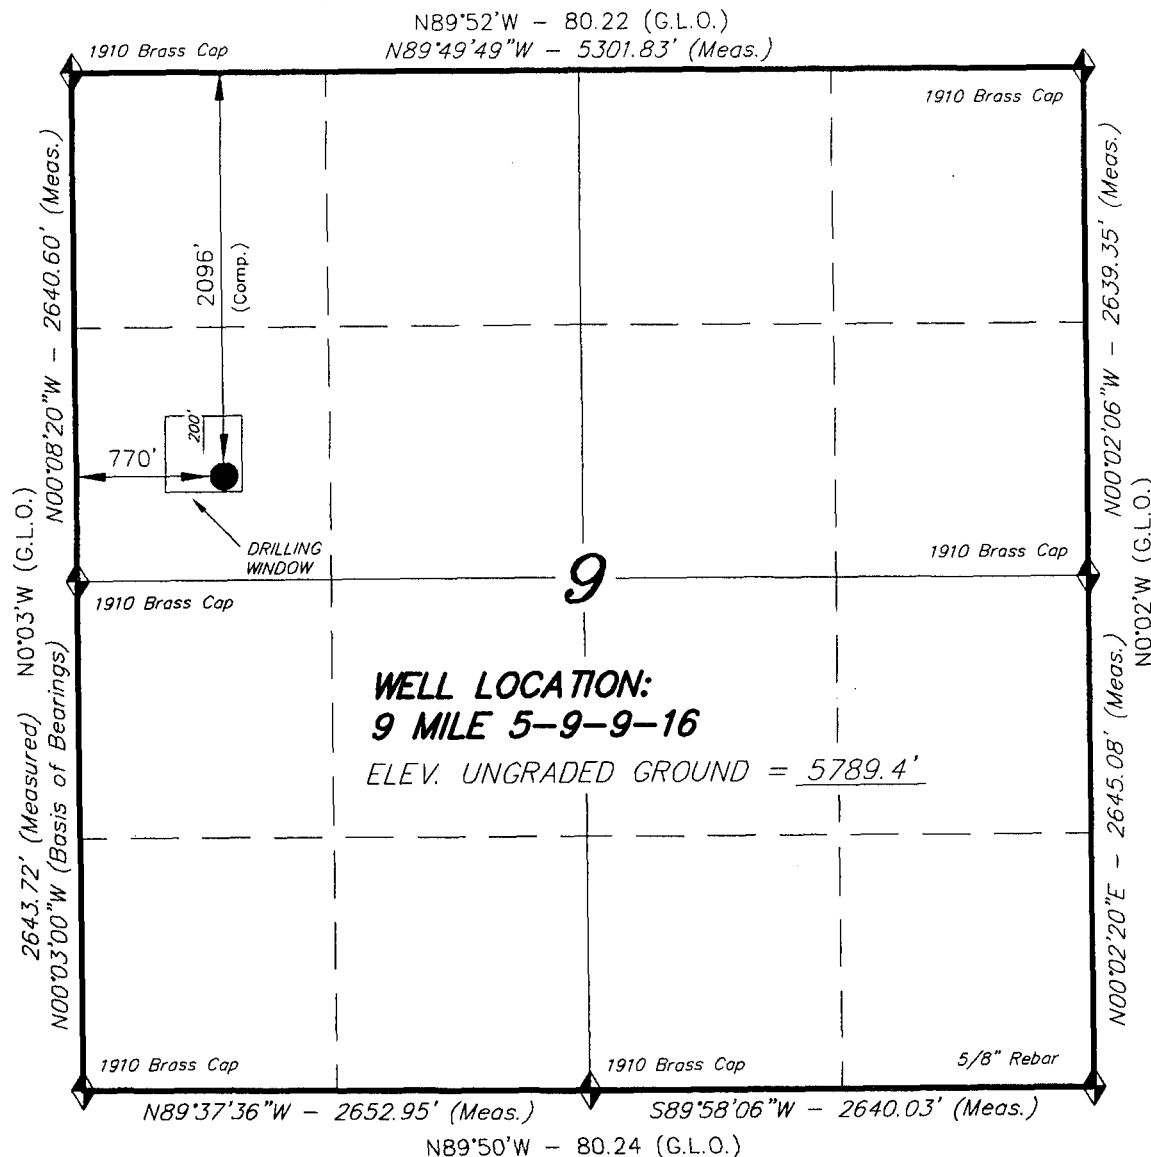 N89°52'W - 80.22 (G.L.O.)
N89°49'49"W - 5301.83' (Meas.)
1910 Brass Cap
1910 Brass Cap
N00°08'20"W - 2640.60' (Meas.)
2096'
(Comp.)
N00°02'06"W - 2639.35' (Meas.)
200'
770'
DRILLING
WINDOW
N0°03'W (G.L.O.)
N0°02'W (G.L.O.)
1910 Brass Cap
1910 Brass Cap
9
WELL LOCATION:
9 MILE 5-9-9-16
ELEV. UNGRADED GROUND = 5789.4'
2643.72' (Measured)
N00°03'00"W (Basis of Bearings)
N00°02'20"E - 2645.08' (Meas.)
1910 Brass Cap
1910 Brass Cap
5/8" Rebar
N89°37'36"W - 2652.95' (Meas.)
S89°58'06"W - 2640.03' (Meas.)
N89°50'W - 80.24 (G.L.O.)